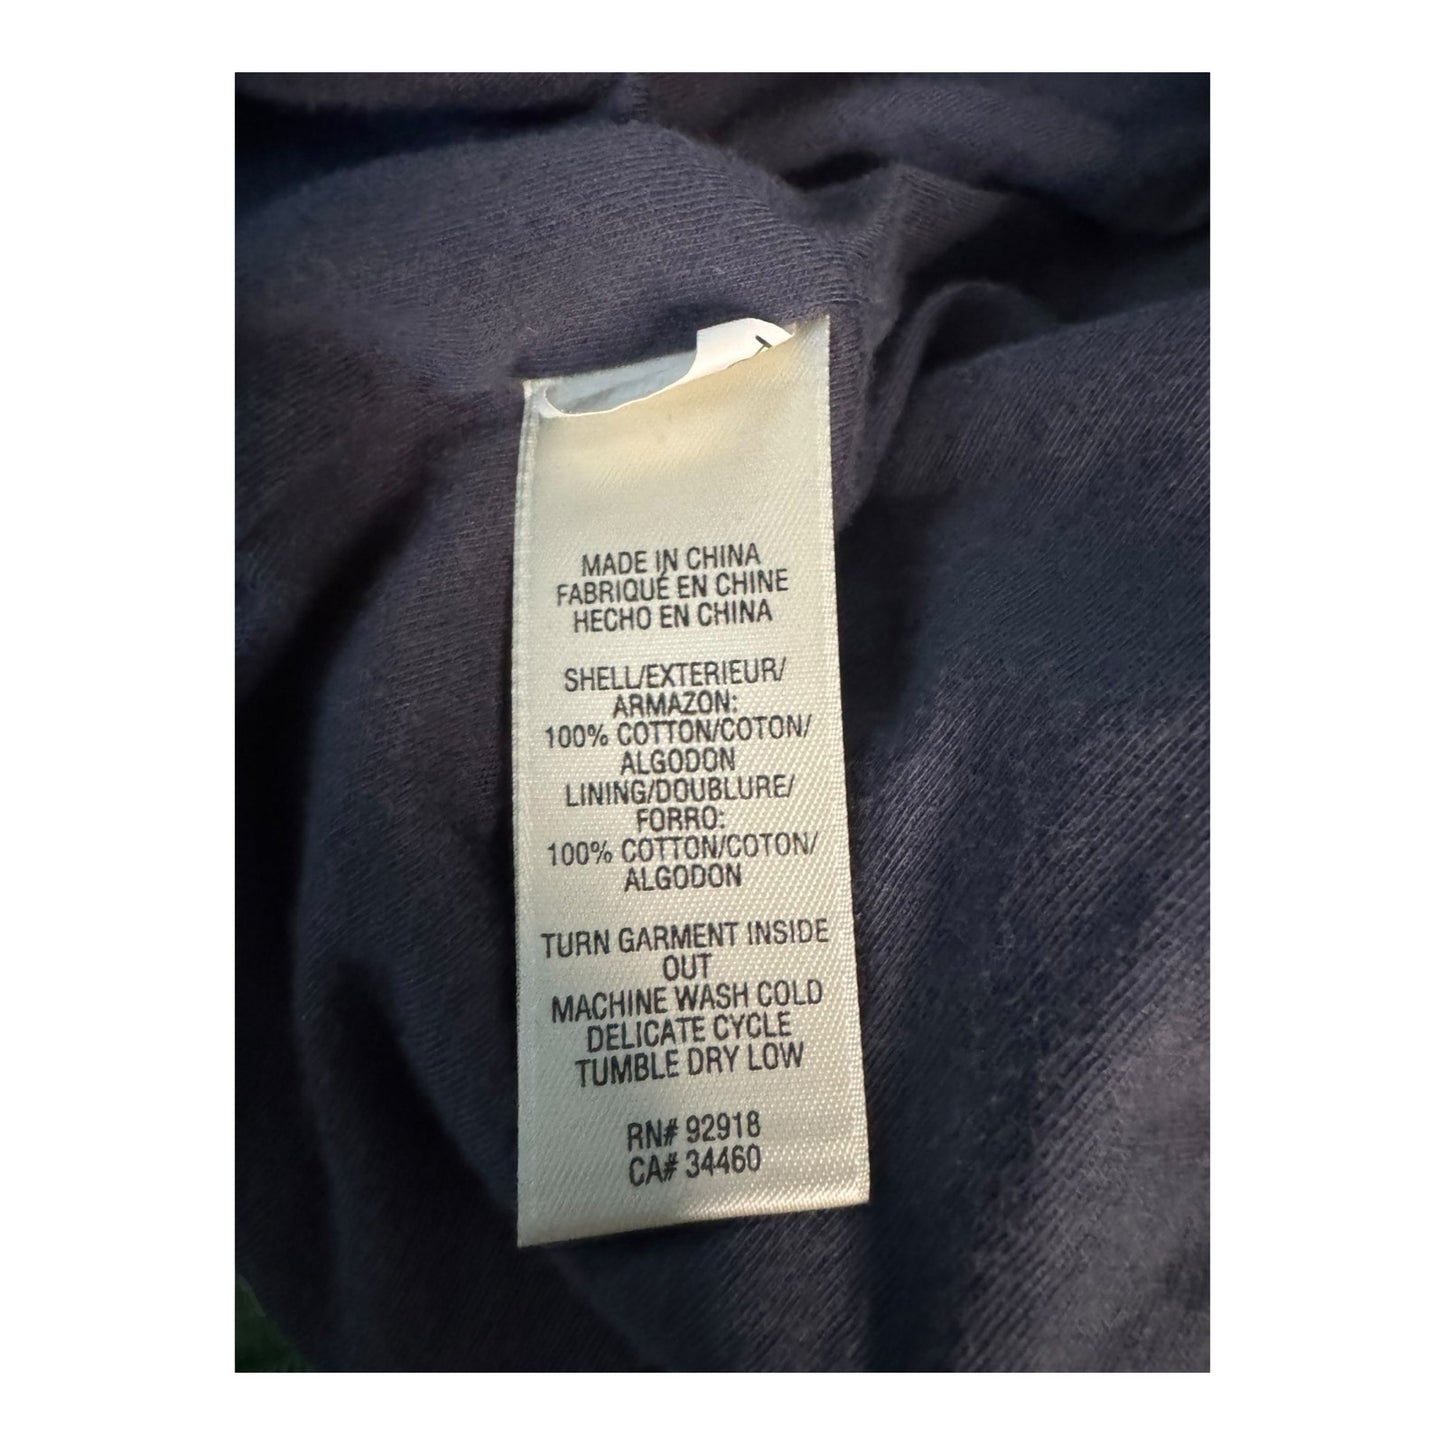 MADE IN CHINA
FABRIQUÉ EN CHINE
HECHO EN CHINA
SHELL/EXTERIEUR/
ARMAZON:
100% COTTON/COTON/
ALGODON
LINING/DOUBLURE/
FORRO:
100% COTTON/COTON/
ALGODON
TURN GARMENT INSIDE
OUT
MACHINE WASH COLD
DELICATE CYCLE
TUMBLE DRY LOW
RN# 92918
CA# 34460